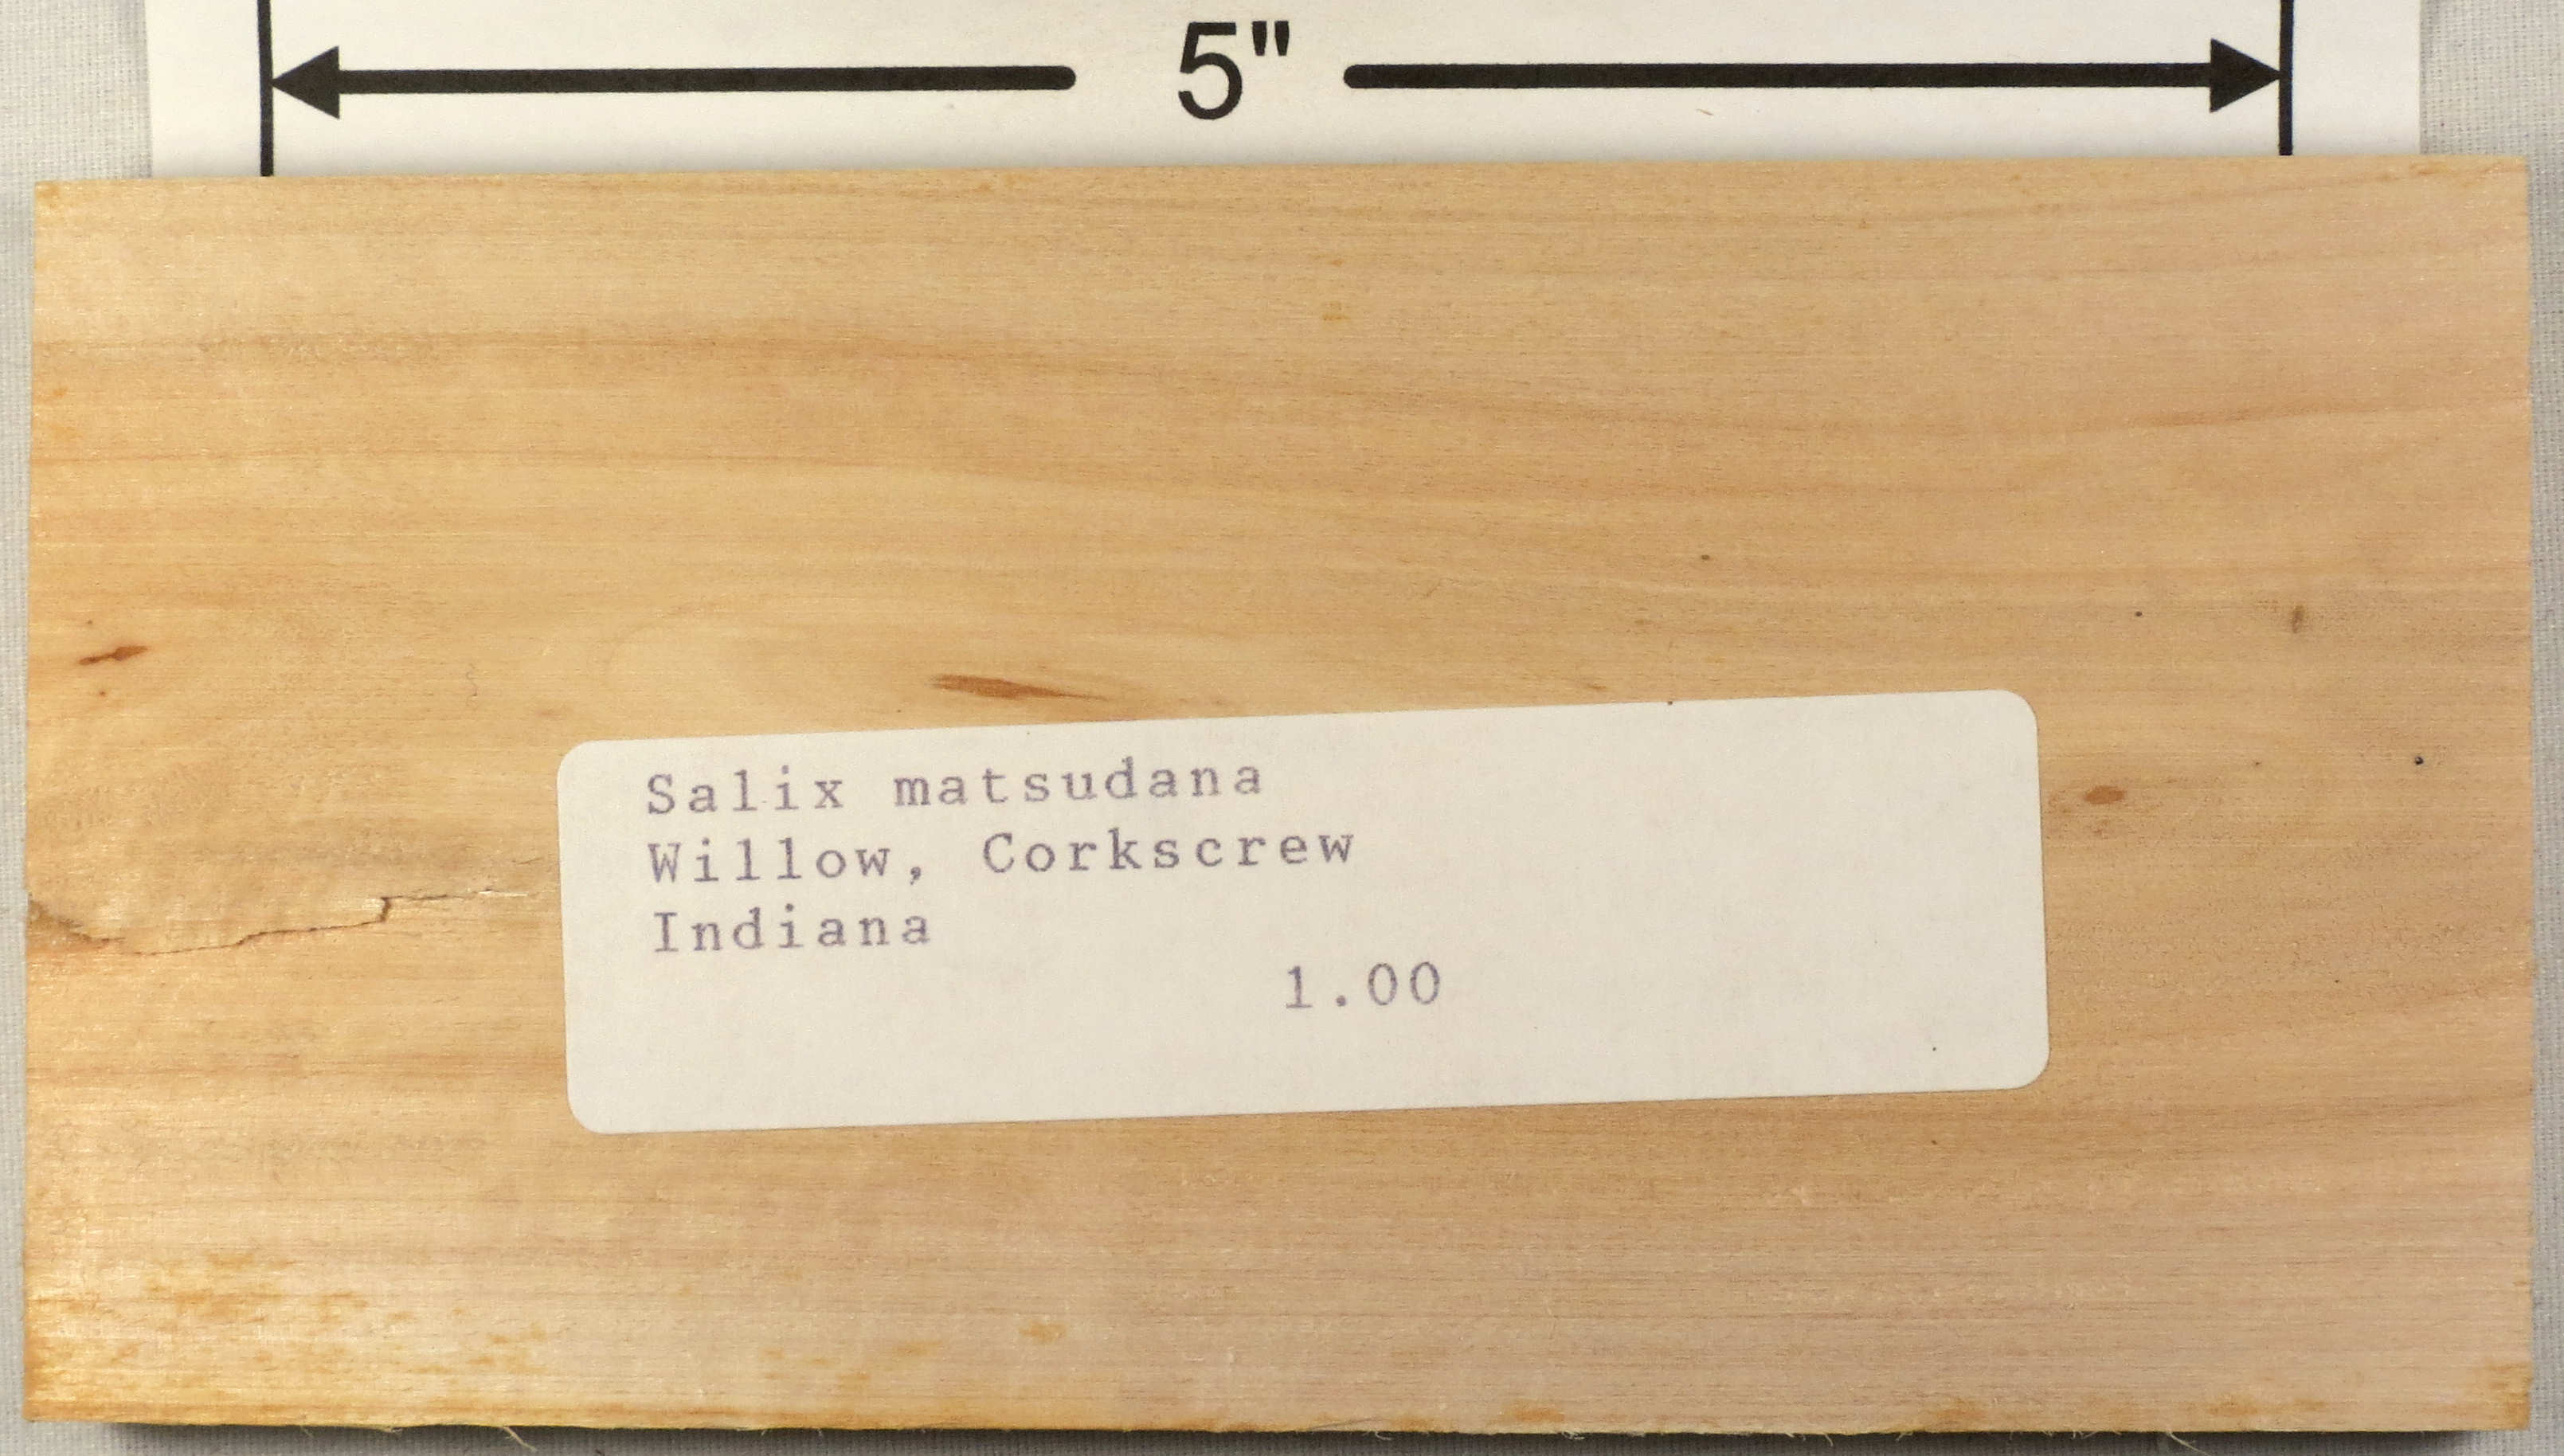 5"
Salix matsudana
Willow, Corkscrew
Indiana
1.00